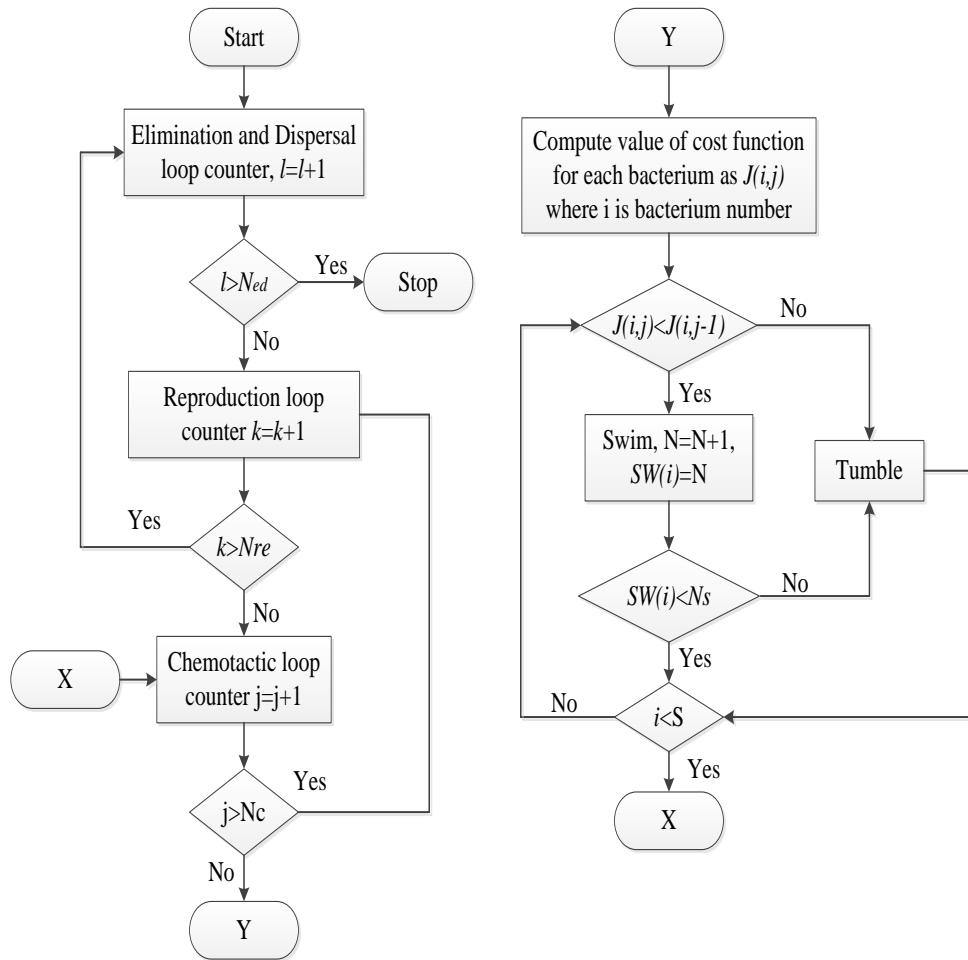 Start
Elimination and Dispersal
loop counter, l=l+1
l>Ned
Yes
Stop
No
Reproduction loop
counter k=k+1
Yes
k>Nre
No
X
Chemotactic loop
counter j=j+1
Yes
j>Nc
No
Y
Y
Compute value of cost function
for each bacterium as J(i,j)
where i is bacterium number
J(i,j)<J(i,j-1)
No
Yes
Swim, N=N+1,
SW(i)=N
Tumble
SW(i)<Ns
No
Yes
i<S
No
Yes
X